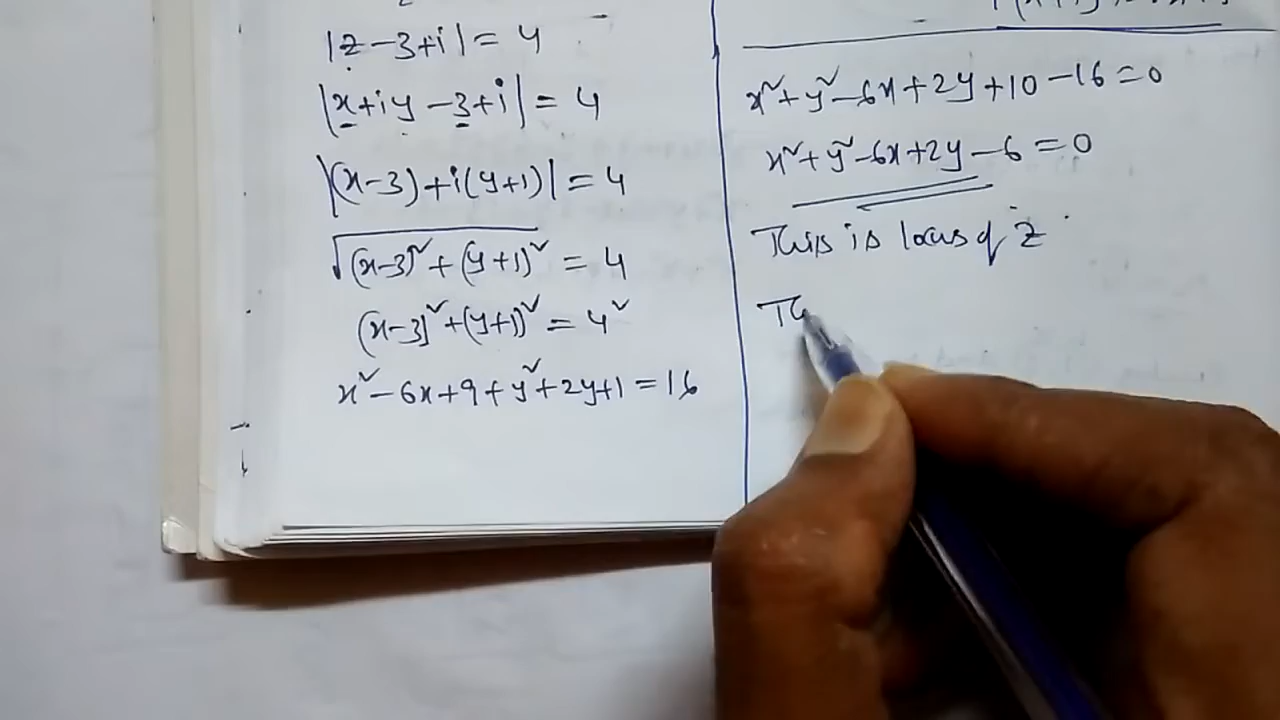 |z-3+i| = 4
|x+iy-3+i| = 4
|(x-3)+i(y+1)| = 4
√(x-3)²+(y+1)² = 4
(x-3)²+(y+1)² = 4²
x²-6x+9+y²+2y+1 = 16
x²+y²-6x+2y+10-16=0
x²+y²-6x+2y-6=0
This is locus of z